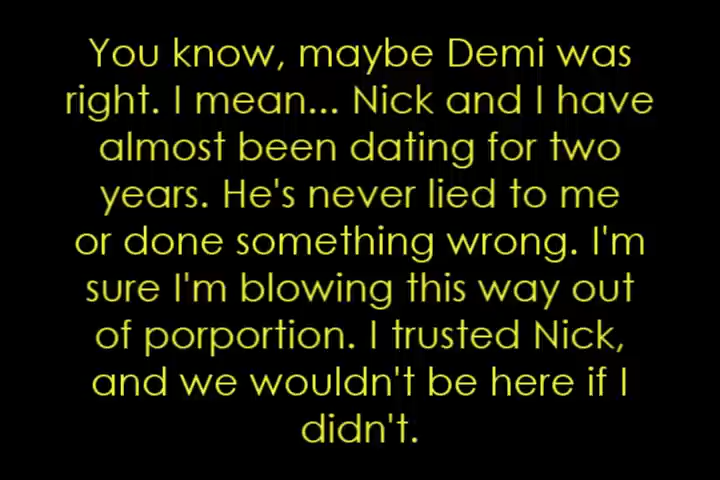 You know, maybe Demi was
right. I mean... Nick and I have
almost been dating for two
years. He's never lied to me
or done something wrong. I'm
sure I'm blowing this way out
of porportion. I trusted Nick,
and we wouldn't be here if I
didn't.